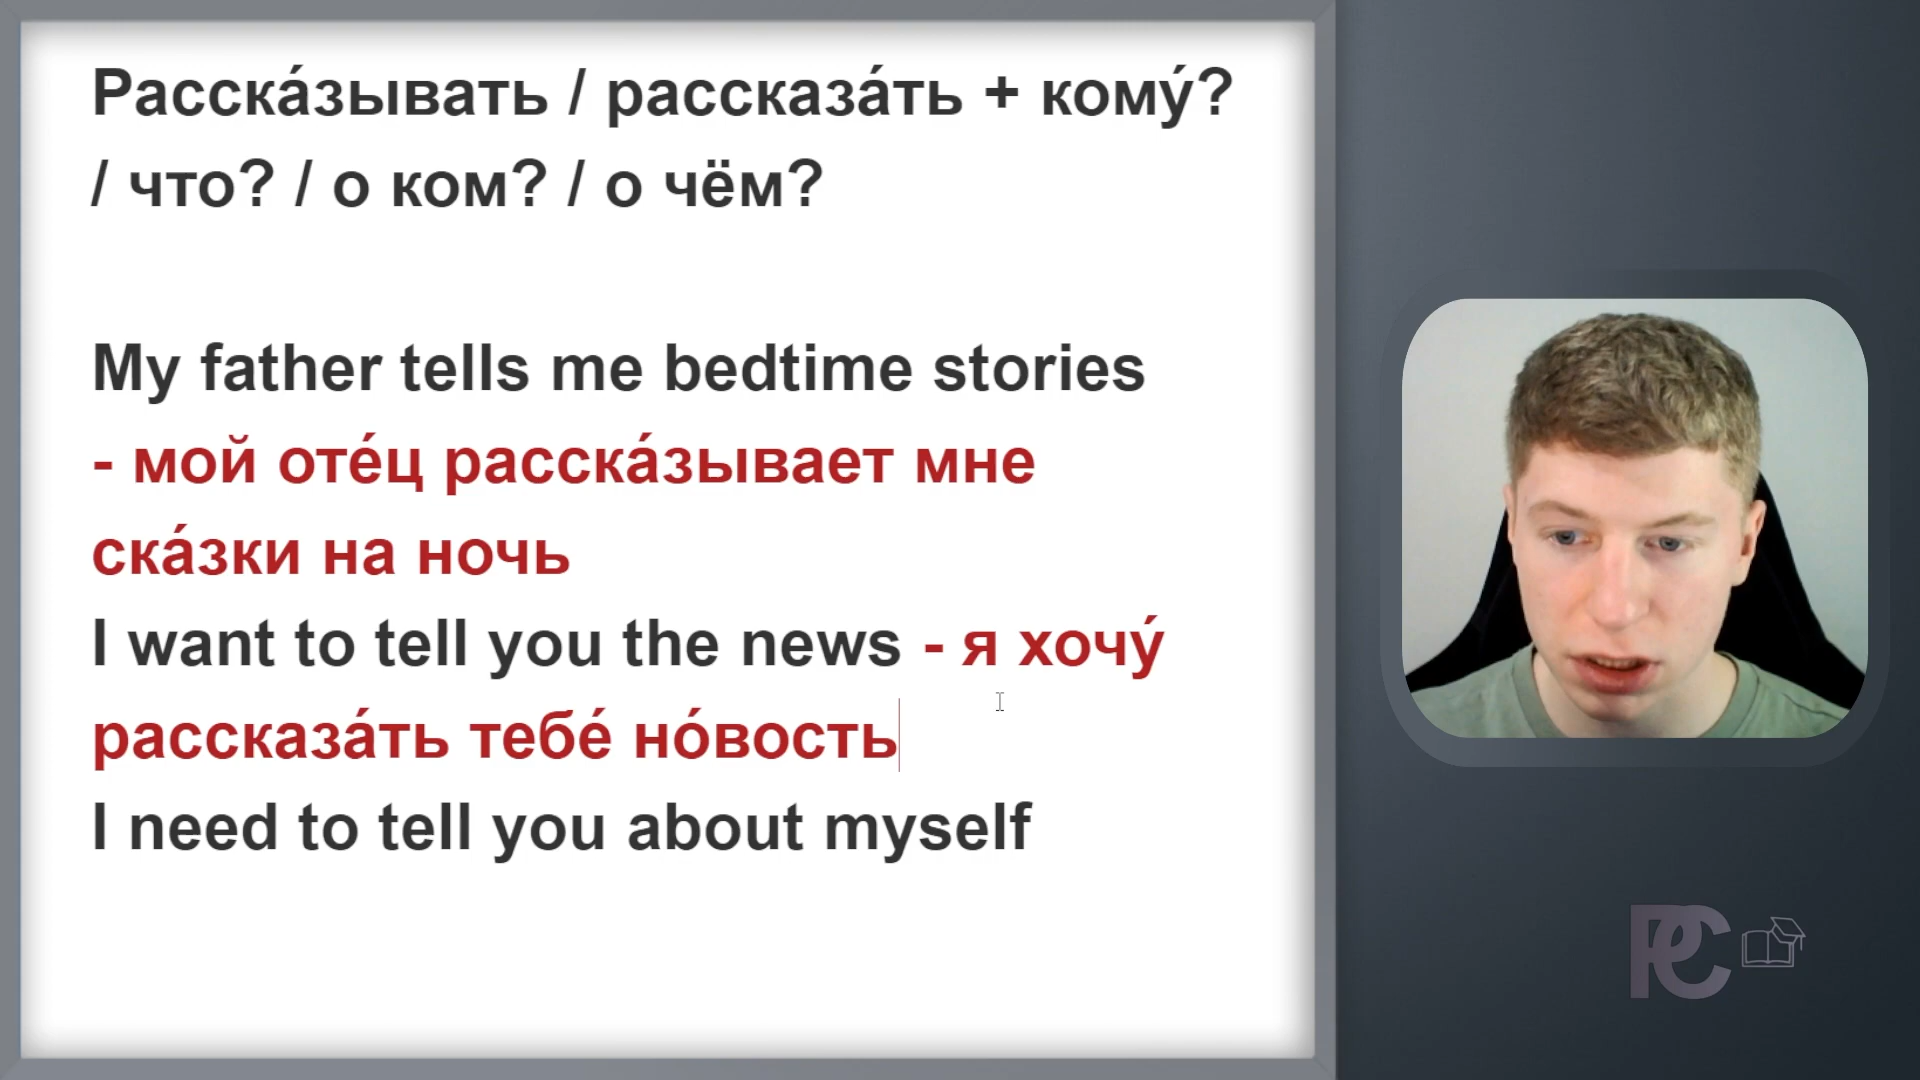 Расска́зывать / рассказа́ть + кому́?
/ что? / о ком? / о чём?
My father tells me bedtime stories
- мой оте́ц расска́зывает мне
ска́зки на ночь
I want to tell you the news - я хочу́
рассказа́ть тебе́ но́вость
I need to tell you about myself
РС